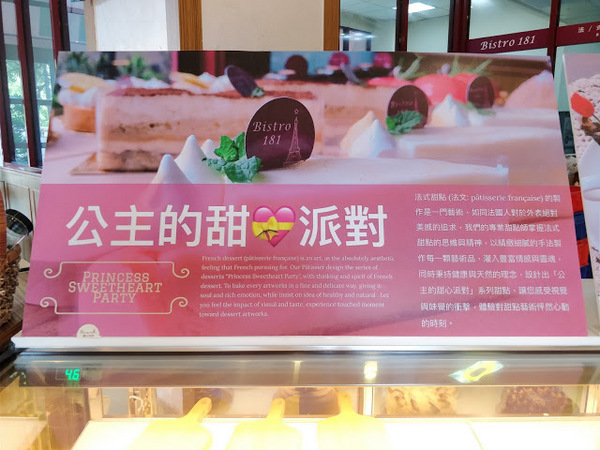 Bistro 181
法
Bistro
181
Bistro
公主的甜💝派對
PRINCESS
SWEETHEART
PARTY
French dessert (pâtisserie française) is an art, as the absolutely aesthetic
feeling that French pursuing for. Our Pâtissier design the series of
desserts "Princess Sweetheart Party", with thinking and spirit of French
dessert. To bake every artworks in a fine and delicate way, giving it
soul and rich emotion, while insist on idea of healthy and natural. Let
you feel the impact of visual and taste, experience touched moment
toward dessert artworks.
法式甜點 (法文: pâtisserie française) 的製
作是一門藝術, 如同法國人對於外表絕對
美感的追求, 我們的專業甜點師掌握法式
甜點的思維與精神, 以精緻細膩的手法製
作每一顆藝術品, 灌入豐富情感與靈魂,
同時秉持健康與天然的理念, 設計出「公
主的甜心派對」系列甜點, 讓您感受視覺
與味覺的衝擊, 體驗對甜點藝術怦然心動
的時刻。
4.6